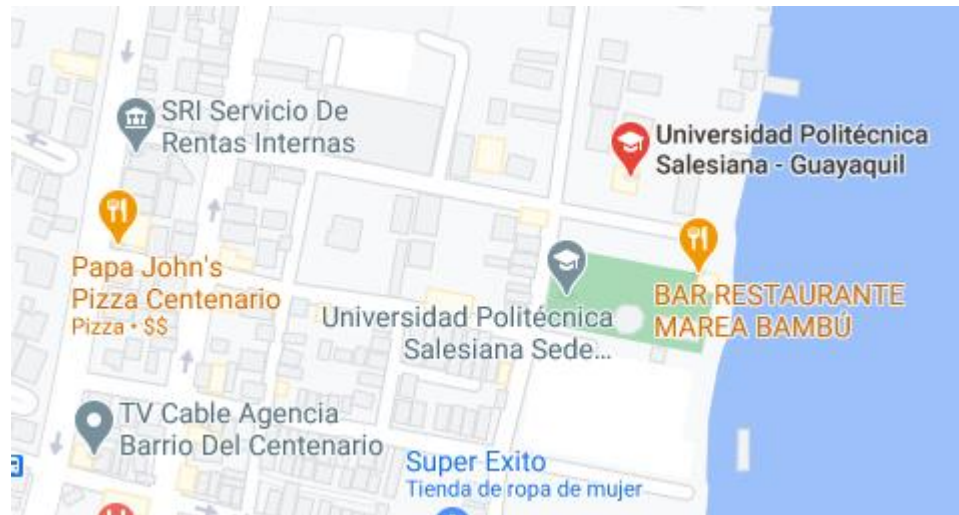 SRI Servicio De
Rentas Internas
Universidad Politécnica
Salesiana - Guayaquil
Papa John's
Pizza Centenario
Pizza • $$
Universidad Politécnica
Salesiana Sede...
BAR RESTAURANTE
MAREA BAMBÚ
TV Cable Agencia
Barrio Del Centenario
Super Exito
Tienda de ropa de mujer